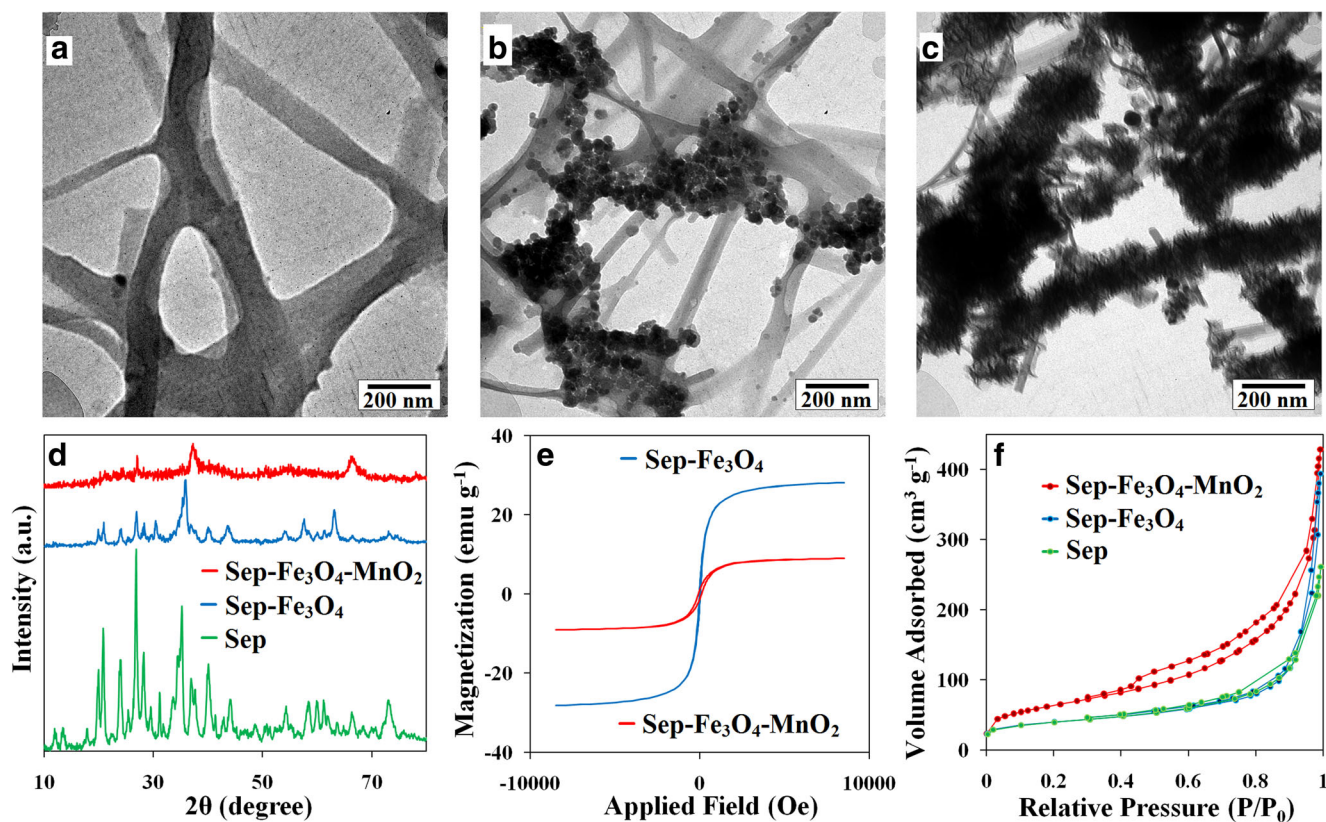 a
200 nm
b
200 nm
c
200 nm
d
Sep-Fe₃O₄-MnO₂
Sep-Fe₃O₄
Sep
Intensity (a.u.)
10
30
50
70
2θ (degree)
e
40
20
0
-20
-40
Sep-Fe₃O₄
Sep-Fe₃O₄-MnO₂
Magnetization (emu g⁻¹)
-10000
0
10000
Applied Field (Oe)
f
400
300
200
100
0
Sep-Fe₃O₄-MnO₂
Sep-Fe₃O₄
Sep
Volume Adsorbed (cm³ g⁻¹)
0
0.2
0.4
0.6
0.8
1
Relative Pressure (P/P₀)